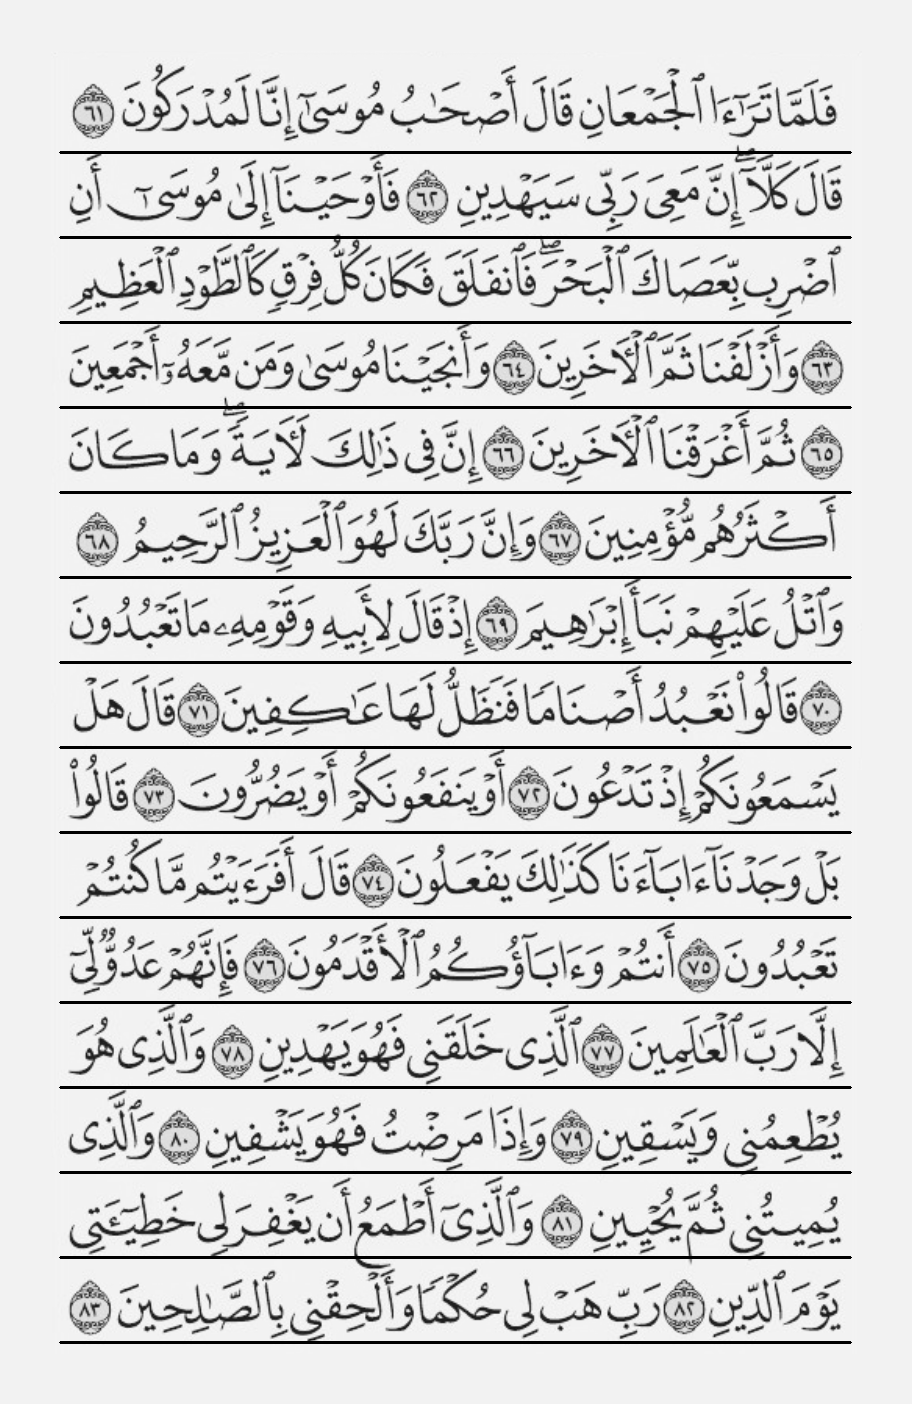 فَلَمَّا تَرَٰٓءَا ٱلْجَمْعَانِ قَالَ أَصْحَٰبُ مُوسَىٰٓ إِنَّا لَمُدْرَكُونَ ٦١
قَالَ كَلَّآ ۖ إِنَّ مَعِىَ رَبِّى سَيَهْدِينِ ٦٢ فَأَوْحَيْنَآ إِلَىٰ مُوسَىٰٓ أَنِ
ٱضْرِب بِّعَصَاكَ ٱلْبَحْرَ ۖ فَٱنفَلَقَ فَكَانَ كُلُّ فِرْقٍ كَٱلطَّوْدِ ٱلْعَظِيمِ
٦٣ وَأَزْلَفْنَا ثَمَّ ٱلْأَخَرِينَ ٦٤ وَأَنجَيْنَا مُوسَىٰ وَمَن مَّعَهُۥٓ أَجْمَعِينَ
٦٥ ثُمَّ أَغْرَقْنَا ٱلْأَخَرِينَ ٦٦ إِنَّ فِى ذَٰلِكَ لَأَيَةً ۖ وَمَا كَانَ
أَكْثَرُهُم مُّؤْمِنِينَ ٦٧ وَإِنَّ رَبَّكَ لَهُوَ ٱلْعَزِيزُ ٱلرَّحِيمُ ٦٨
وَٱتْلُ عَلَيْهِمْ نَبَأَ إِبْرَٰهِيمَ ٦٩ إِذْ قَالَ لِأَبِيهِ وَقَوْمِهِۦ مَا تَعْبُدُونَ
٧٠ قَالُوا۟ نَعْبُدُ أَصْنَامًا فَنَظَلُّ لَهَا عَٰكِفِينَ ٧١ قَالَ هَلْ
يَسْمَعُونَكُمْ إِذْ تَدْعُونَ ٧٢ أَوْ يَنفَعُونَكُمْ أَوْ يَضُرُّونَ ٧٣ قَالُوا۟
بَلْ وَجَدْنَآ ءَابَآءَنَا كَذَٰلِكَ يَفْعَلُونَ ٧٤ قَالَ أَفَرَءَيْتُم مَّا كُنتُمْ
تَعْبُدُونَ ٧٥ أَنتُمْ وَءَابَآؤُكُمُ ٱلْأَقْدَمُونَ ٧٦ فَإِنَّهُمْ عَدُوٌّ لِّىٓ
إِلَّا رَبَّ ٱلْعَٰلَمِينَ ٧٧ ٱلَّذِى خَلَقَنِى فَهُوَ يَهْدِينِ ٧٨ وَٱلَّذِى هُوَ
يُطْعِمُنِى وَيَسْقِينِ ٧٩ وَإِذَا مَرِضْتُ فَهُوَ يَشْفِينِ ٨٠ وَٱلَّذِى
يُمِيتُنِى ثُمَّ يُحْيِينِ ٨١ وَٱلَّذِىٓ أَطْمَعُ أَن يَغْفِرَ لِى خَطِيٓـَٔتِى
يَوْمَ ٱلدِّينِ ٨٢ رَبِّ هَبْ لِى حُكْمًا وَأَلْحِقْنِى بِٱلصَّٰلِحِينَ ٨٣